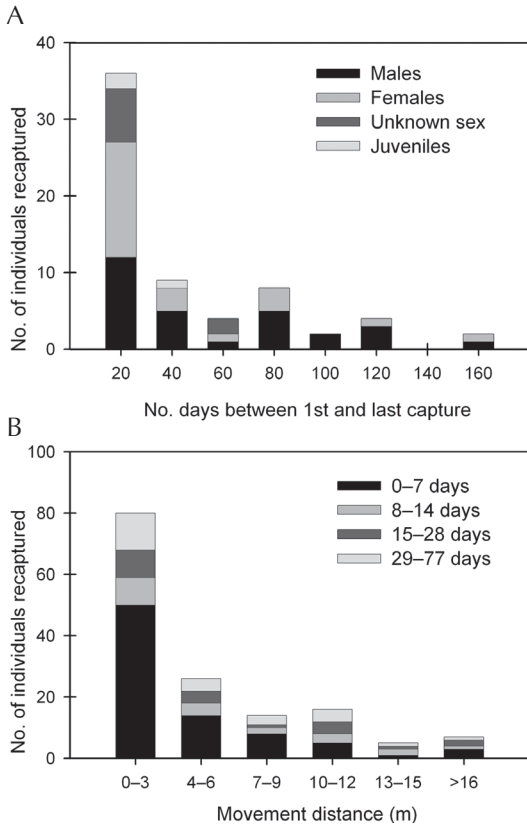 A
No. of individuals recaptured
40
30
20
10
0
Males
Females
Unknown sex
Juveniles
20 40 60 80 100 120 140 160
No. days between 1st and last capture
B
No. of individuals recaptured
100
80
60
40
20
0
0–7 days
8–14 days
15–28 days
29–77 days
0–3 4–6 7–9 10–12 13–15 >16
Movement distance (m)